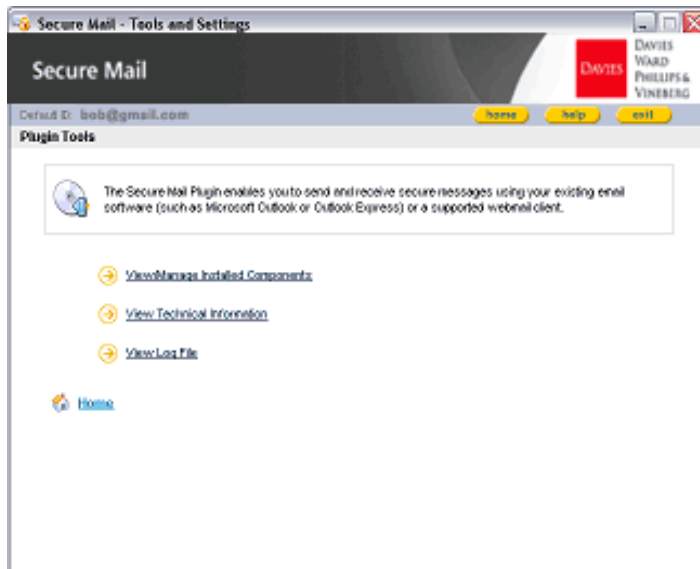 Secure Mail - Tools and Settings
Secure Mail
DAVIES
DAVIES
WARD
PHILLIPS &
VINEBERG
Default ID: bob@gmail.com
home
help
exit
Plugin Tools
The Secure Mail Plugin enables you to send and receive secure messages using your existing email
software (such as Microsoft Outlook or Outlook Express) or a supported webmail client.
View/Manage Installed Components
View Technical Information
View Log File
Home